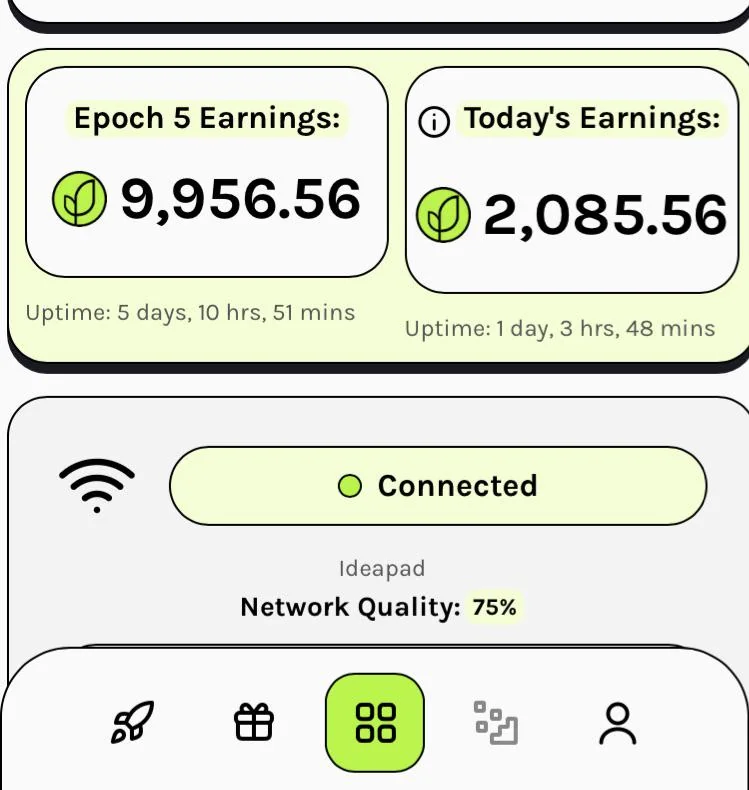 Epoch 5 Earnings:
9,956.56
Uptime: 5 days, 10 hrs, 51 mins
Today's Earnings:
2,085.56
Uptime: 1 day, 3 hrs, 48 mins
Connected
Ideapad
Network Quality: 75%